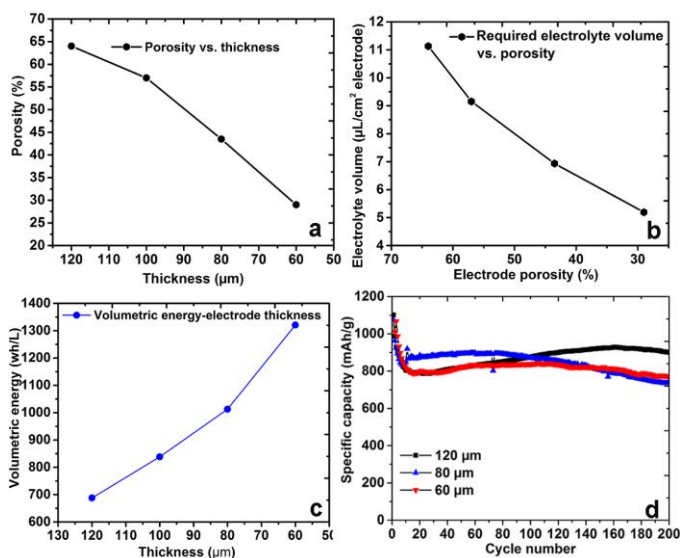 70
65
60
55
50
45
40
35
30
25
20
Porosity (%)
Porosity vs. thickness
a
120 110 100 90 80 70 60 50
Thickness (µm)
12
11
10
9
8
7
6
5
4
Electrolyte volume (µL/cm² electrode)
Required electrolyte volume
vs. porosity
b
70 60 50 40 30
Electrode porosity (%)
1400
1300
1200
1100
1000
900
800
700
600
Volumetric energy (wh/L)
Volumetric energy-electrode thickness
c
130 120 110 100 90 80 70 60 50
Thickness (µm)
1200
1000
800
600
400
200
0
Specific capacity (mAh/g)
120 µm
80 µm
60 µm
d
0 20 40 60 80 100 120 140 160 180 200
Cycle number